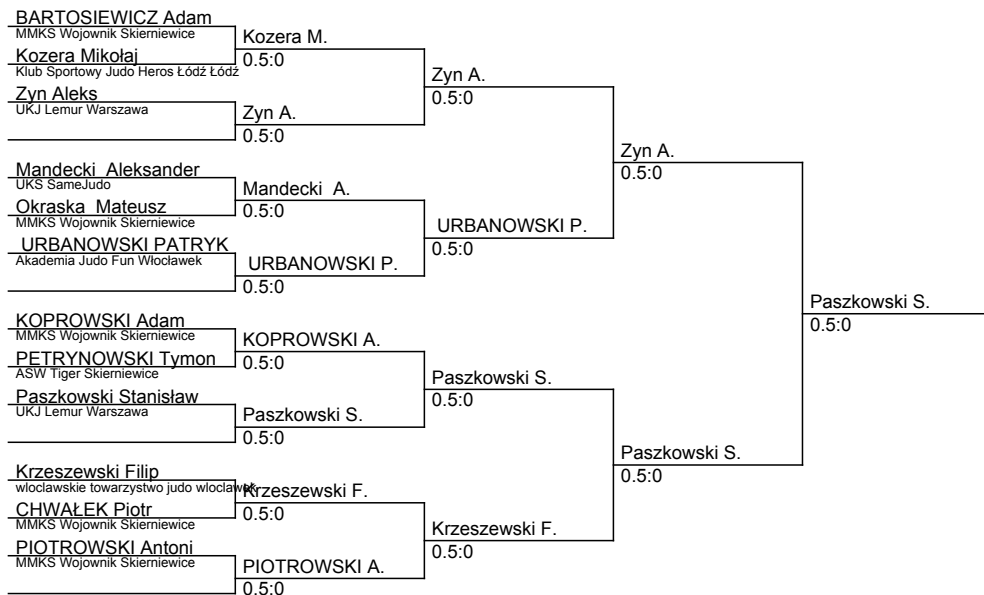 BARTOSIEWICZ Adam
MMKS Wojownik Skierniewice
Kozera M.
0.5:0
Kozera Mikołaj
Klub Sportowy Judo Heros Łódź Łódź
Zyn A.
0.5:0
Zyn Aleks
UKJ Lemur Warszawa
Zyn A.
0.5:0
Zyn A.
0.5:0
Mandecki  Aleksander
UKS SameJudo
Mandecki  A.
0.5:0
Okraska  Mateusz
MMKS Wojownik Skierniewice
URBANOWSKI P.
0.5:0
URBANOWSKI PATRYK
Akademia Judo Fun Włocławek
URBANOWSKI P.
0.5:0
Paszkowski S.
0.5:0
KOPROWSKI Adam
MMKS Wojownik Skierniewice
KOPROWSKI A.
0.5:0
PETRYNOWSKI Tymon
ASW Tiger Skierniewice
Paszkowski S.
0.5:0
Paszkowski Stanisław
UKJ Lemur Warszawa
Paszkowski S.
0.5:0
Paszkowski S.
0.5:0
Krzeszewski Filip
wloclawskie towarzystwo judo wloclawek
Krzeszewski F.
0.5:0
CHWAŁEK Piotr
MMKS Wojownik Skierniewice
Krzeszewski F.
0.5:0
PIOTROWSKI Antoni
MMKS Wojownik Skierniewice
PIOTROWSKI A.
0.5:0